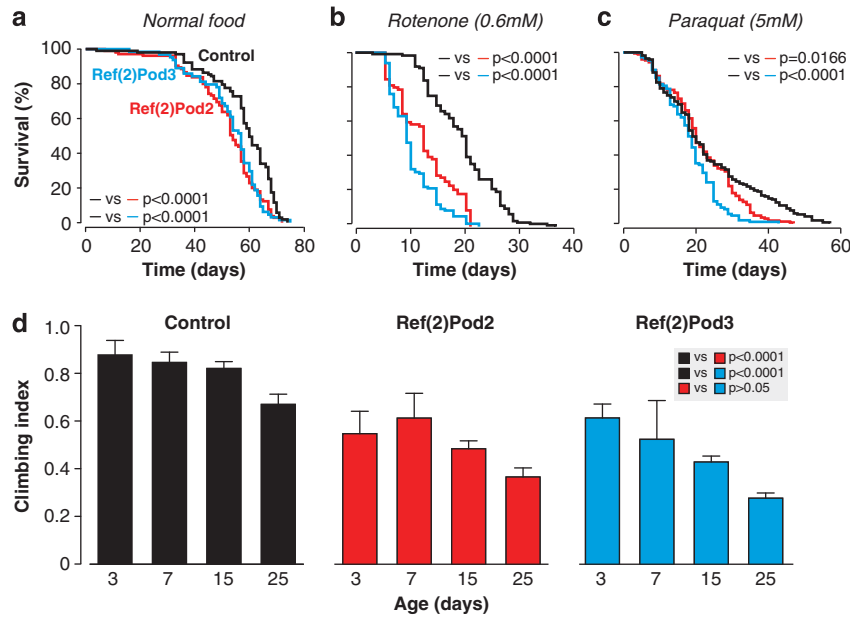 a
Normal food
100
80
60
40
20
0
Survival (%)
Control
Ref(2)Pod3
Ref(2)Pod2
vs p<0.0001
vs p<0.0001
0 20 40 60 80
Time (days)
b
Rotenone (0.6mM)
vs p<0.0001
vs p<0.0001
0 10 20 30 40
Time (days)
c
Paraquat (5mM)
vs p=0.0166
vs p<0.0001
0 20 40 60
Time (days)
d
Control
Ref(2)Pod2
Ref(2)Pod3
1.0
0.8
0.6
0.4
0.2
0
Climbing index
vs p<0.0001
vs p<0.0001
vs p>0.05
3 7 15 25
3 7 15 25
3 7 15 25
Age (days)